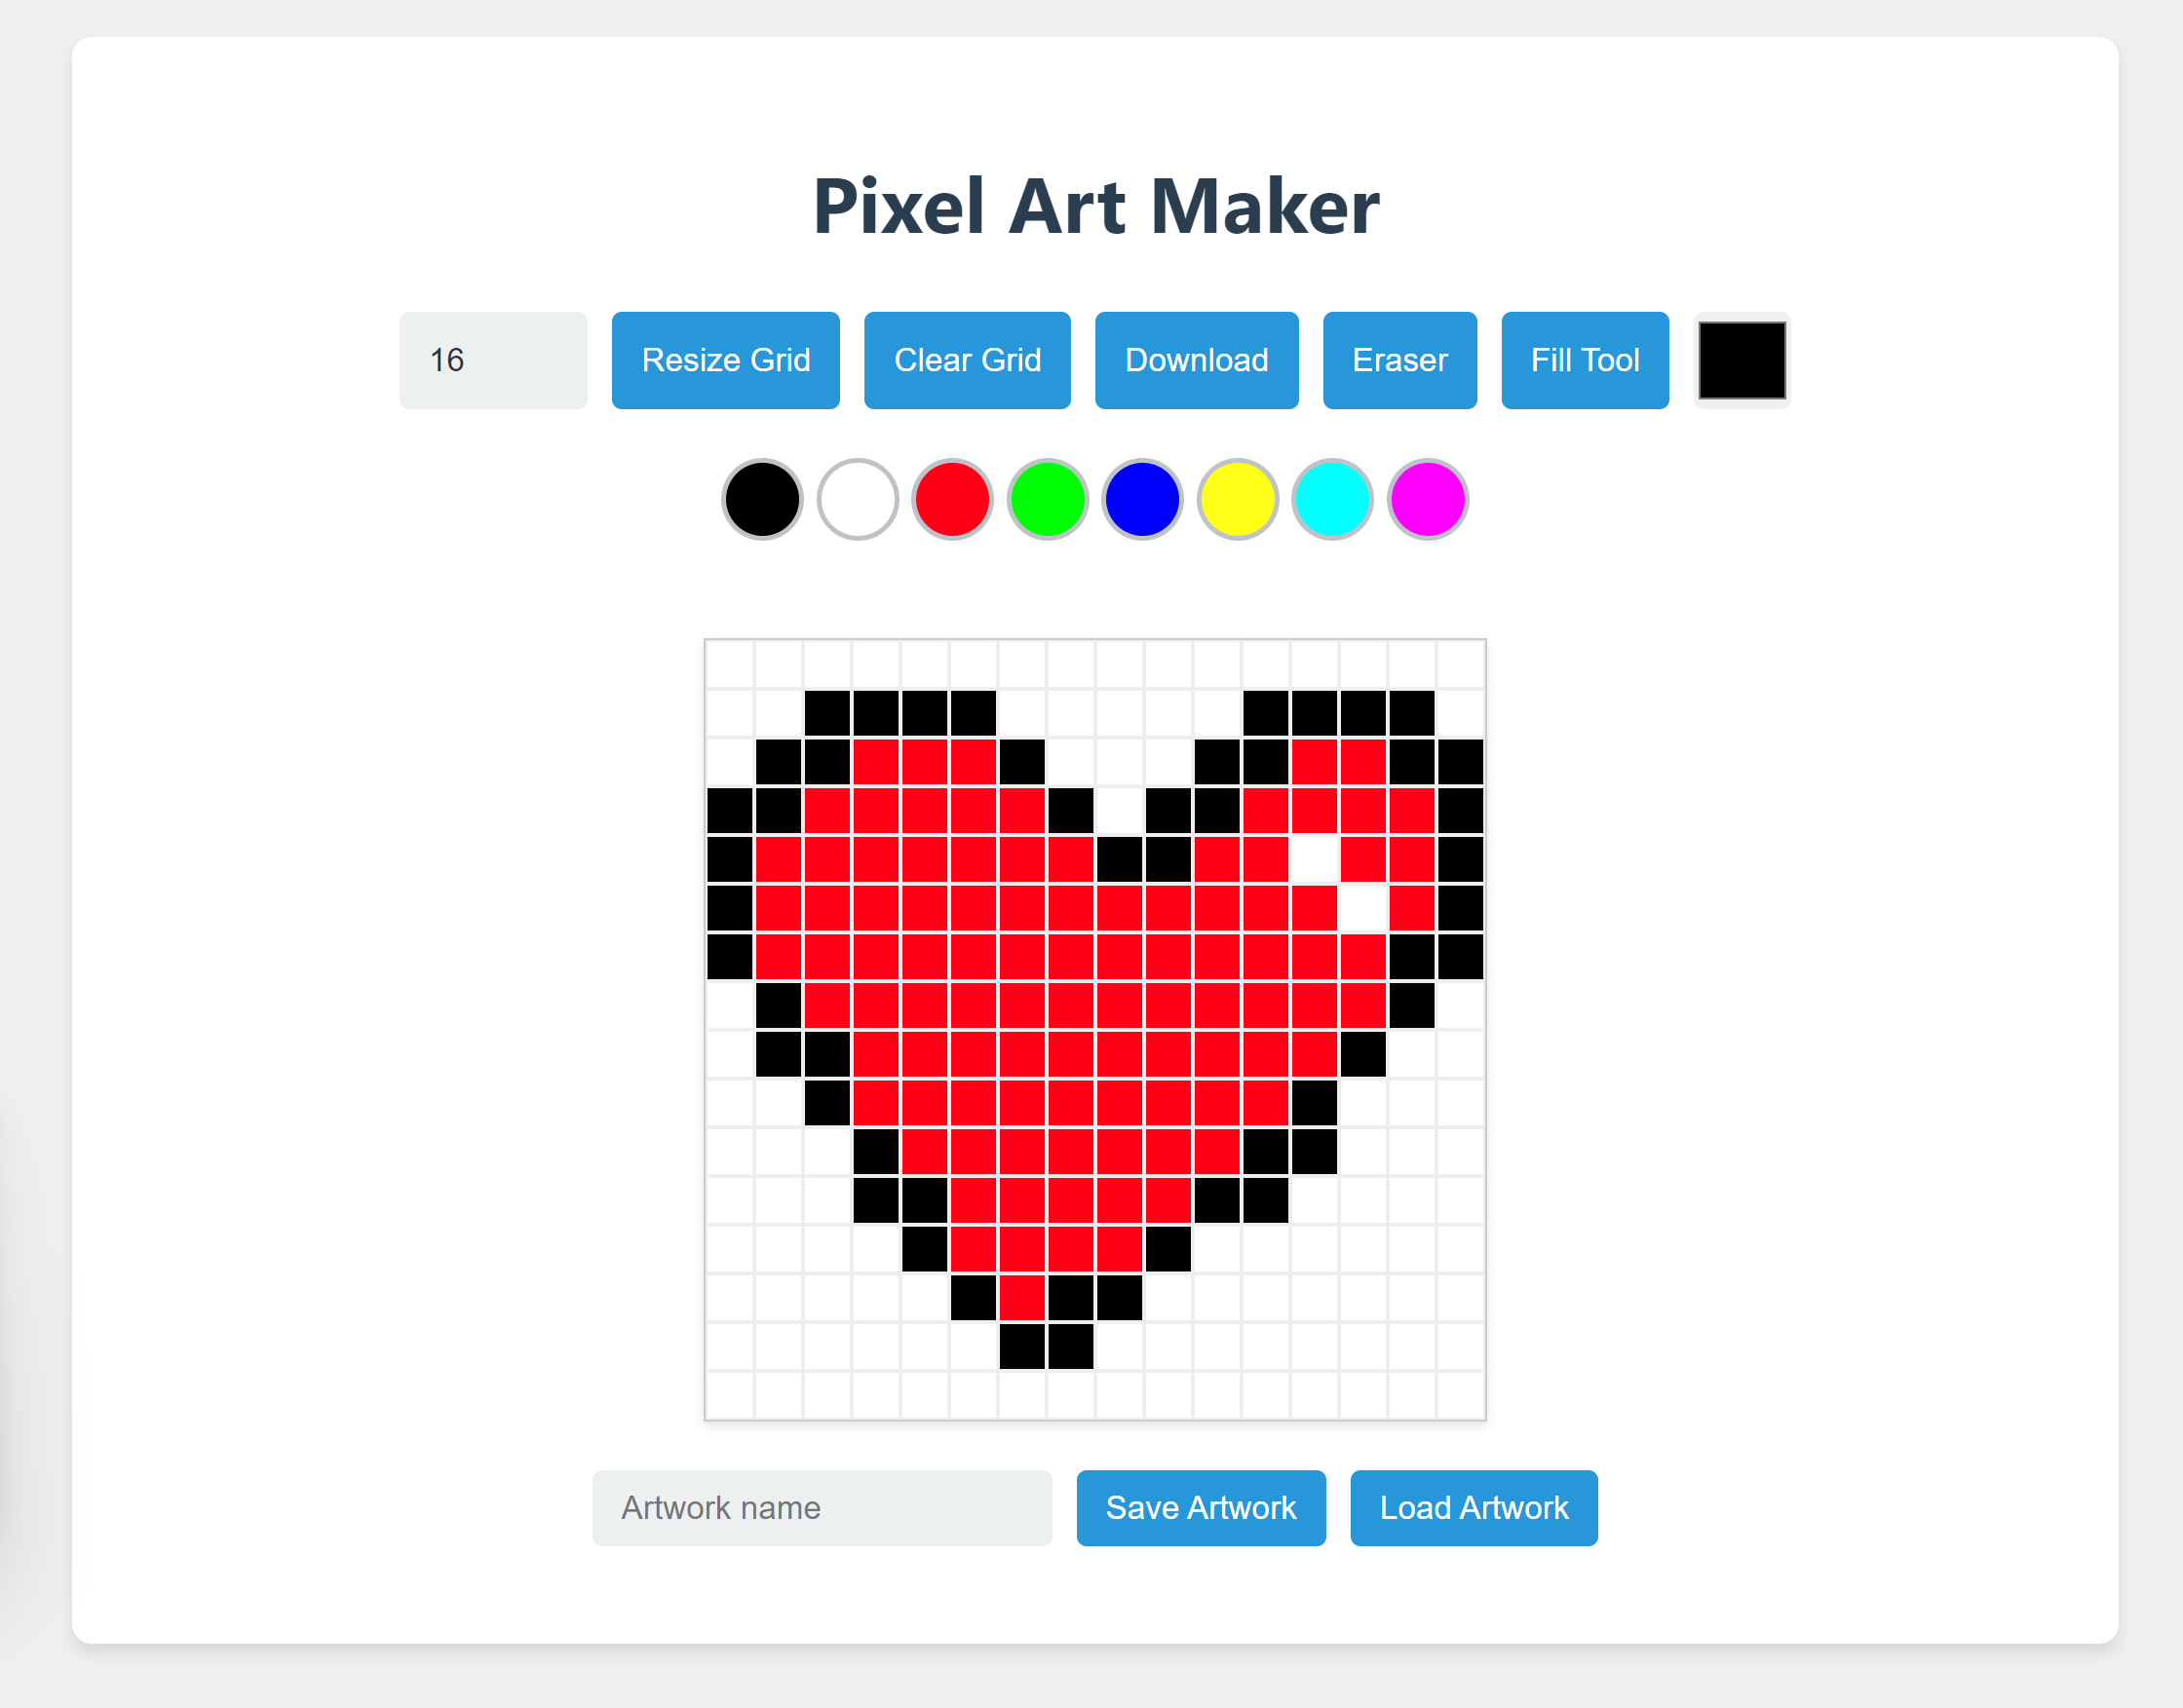 Pixel Art Maker
16 Resize Grid Clear Grid Download Eraser Fill Tool
Artwork name Save Artwork Load Artwork